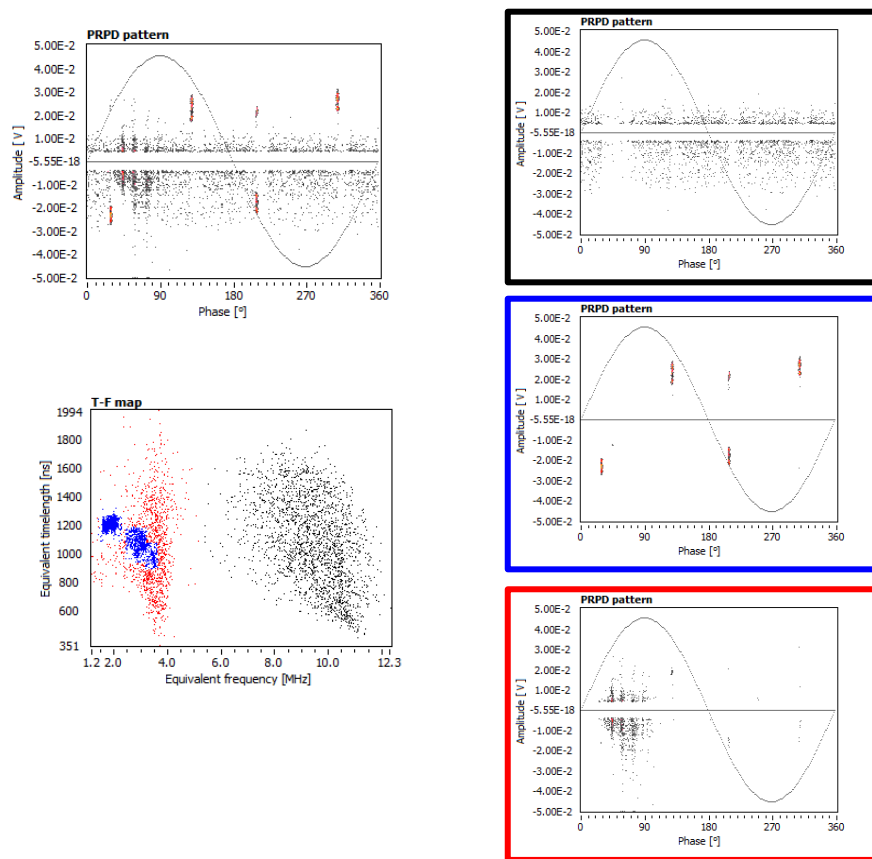 PRPD pattern
5.00E-2
4.00E-2
3.00E-2
2.00E-2
1.00E-2
-5.55E-18
-1.00E-2
-2.00E-2
-3.00E-2
-4.00E-2
-5.00E-2
Amplitude [ V ]
0 90 180 270 360
Phase [°]
T-F map
1994
1800
1600
1400
1200
1000
800
600
351
Equivalent timelength [ns]
1.2 2.0 4.0 6.0 8.0 10.0 12.3
Equivalent frequency [MHz]
PRPD pattern
5.00E-2
4.00E-2
3.00E-2
2.00E-2
1.00E-2
-5.55E-18
-1.00E-2
-2.00E-2
-3.00E-2
-4.00E-2
-5.00E-2
Amplitude [ V ]
0 90 180 270 360
Phase [°]
PRPD pattern
5.00E-2
4.00E-2
3.00E-2
2.00E-2
1.00E-2
-5.55E-18
-1.00E-2
-2.00E-2
-3.00E-2
-4.00E-2
-5.00E-2
Amplitude [ V ]
0 90 180 270 360
Phase [°]
PRPD pattern
5.00E-2
4.00E-2
3.00E-2
2.00E-2
1.00E-2
-5.55E-18
-1.00E-2
-2.00E-2
-3.00E-2
-4.00E-2
-5.00E-2
Amplitude [ V ]
0 90 180 270 360
Phase [°]